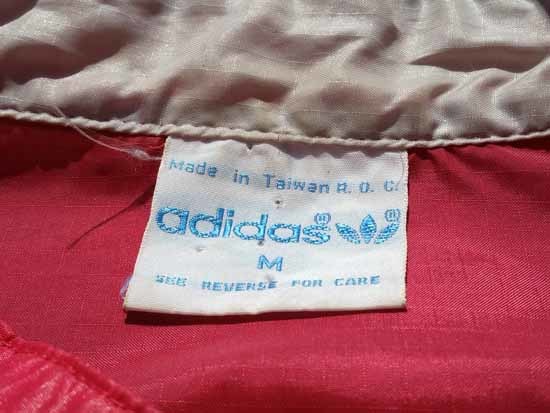 Made in Taiwan R.O.C.
adidas®
M
SEE REVERSE FOR CARE